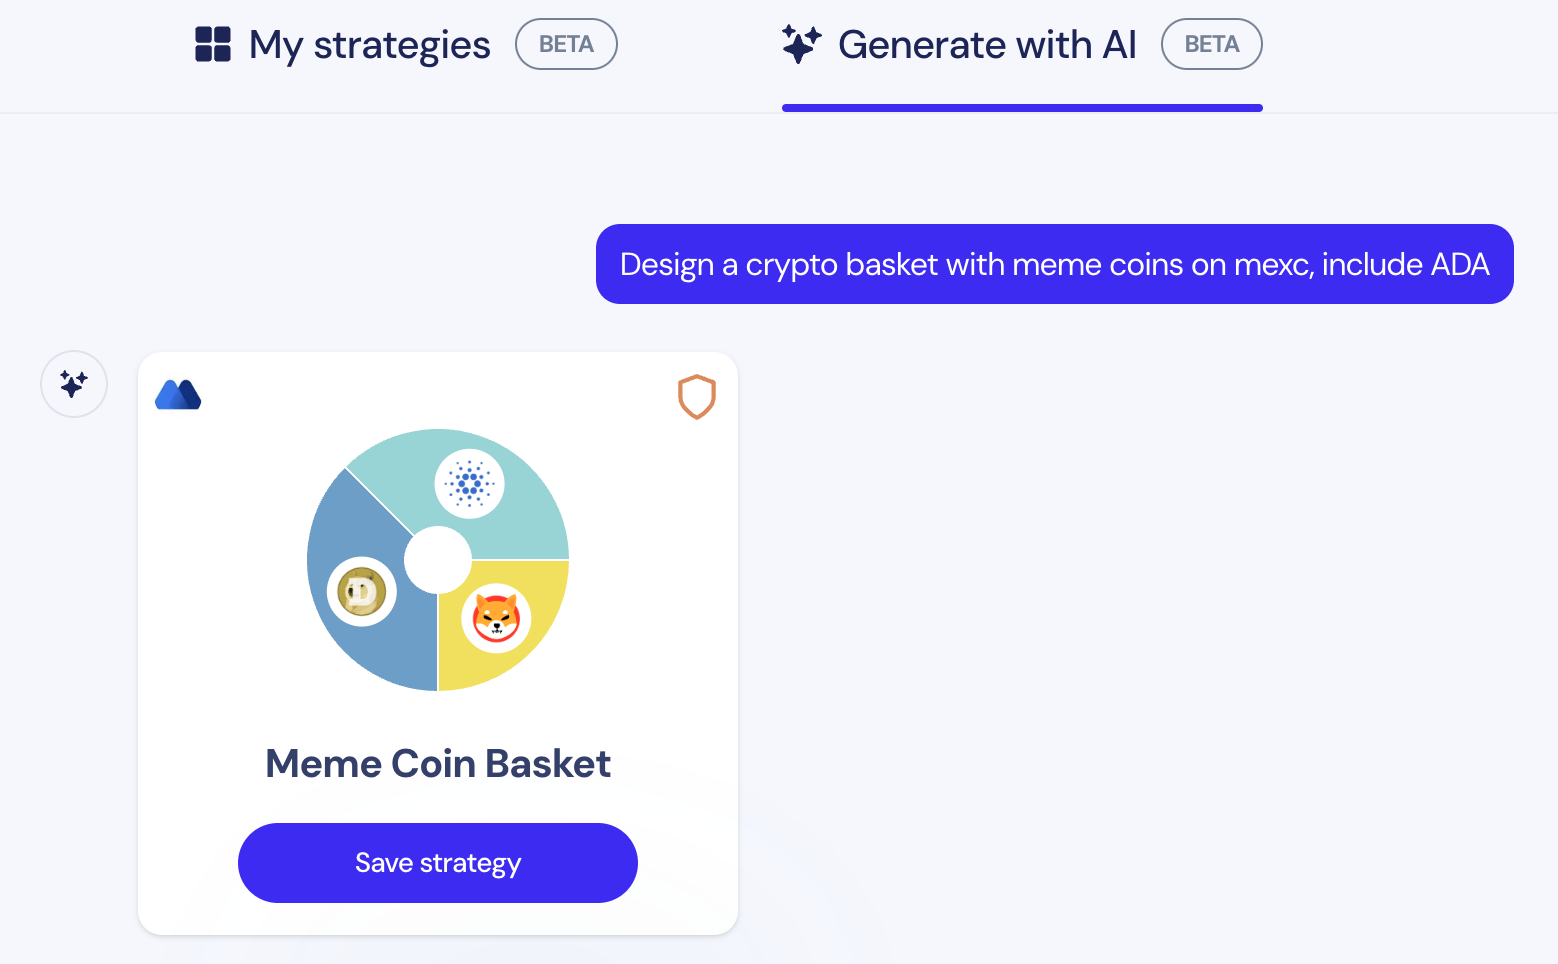 My strategies BETA Generate with AI BETA
Design a crypto basket with meme coins on mexc, include ADA
Meme Coin Basket
Save strategy